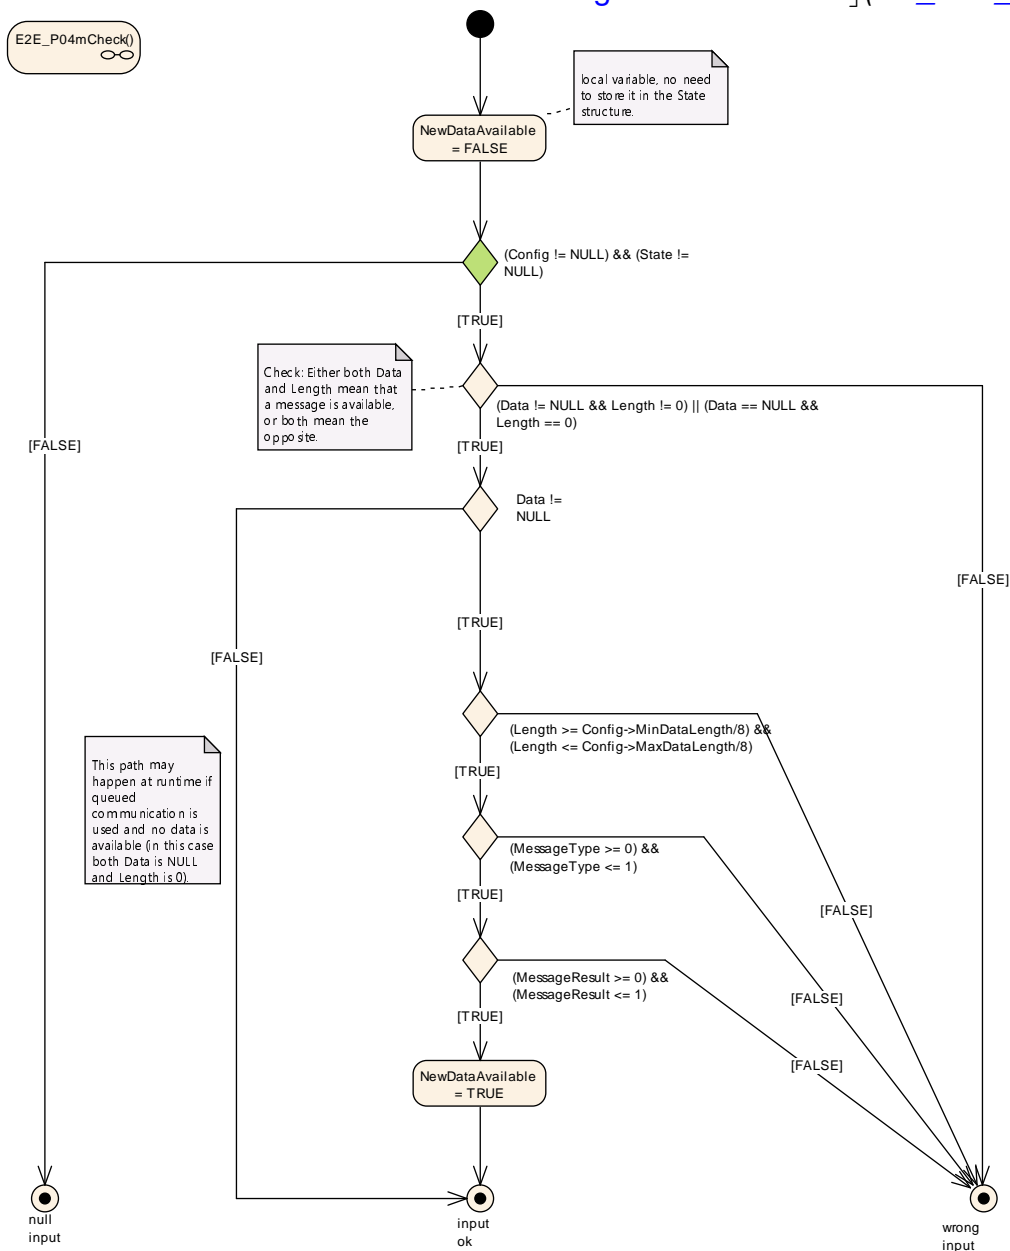 E2E_P04mCheck()
local variable, no need
to store it in the State
structure.
NewDataAvailable
= FALSE
(Config != NULL) && (State !=
NULL)
[TRUE]
Check: Either both Data
and Length mean that
a message is available,
or both mean the
opposite.
(Data != NULL && Length != 0) || (Data == NULL &&
Length == 0)
[FALSE]
[TRUE]
Data !=
NULL
[FALSE]
[TRUE]
[FALSE]
(Length >= Config->MinDataLength/8) &&
(Length <= Config->MaxDataLength/8)
This path may
happen at runtime if
queued
communication is
used and no data is
available (in this case
both Data is NULL
and Length is 0).
[TRUE]
(MessageType >= 0) &&
(MessageType <= 1)
[TRUE]
[FALSE]
(MessageResult >= 0) &&
(MessageResult <= 1)
[FALSE]
[TRUE]
[FALSE]
NewDataAvailable
= TRUE
null
input
input
ok
wrong
input